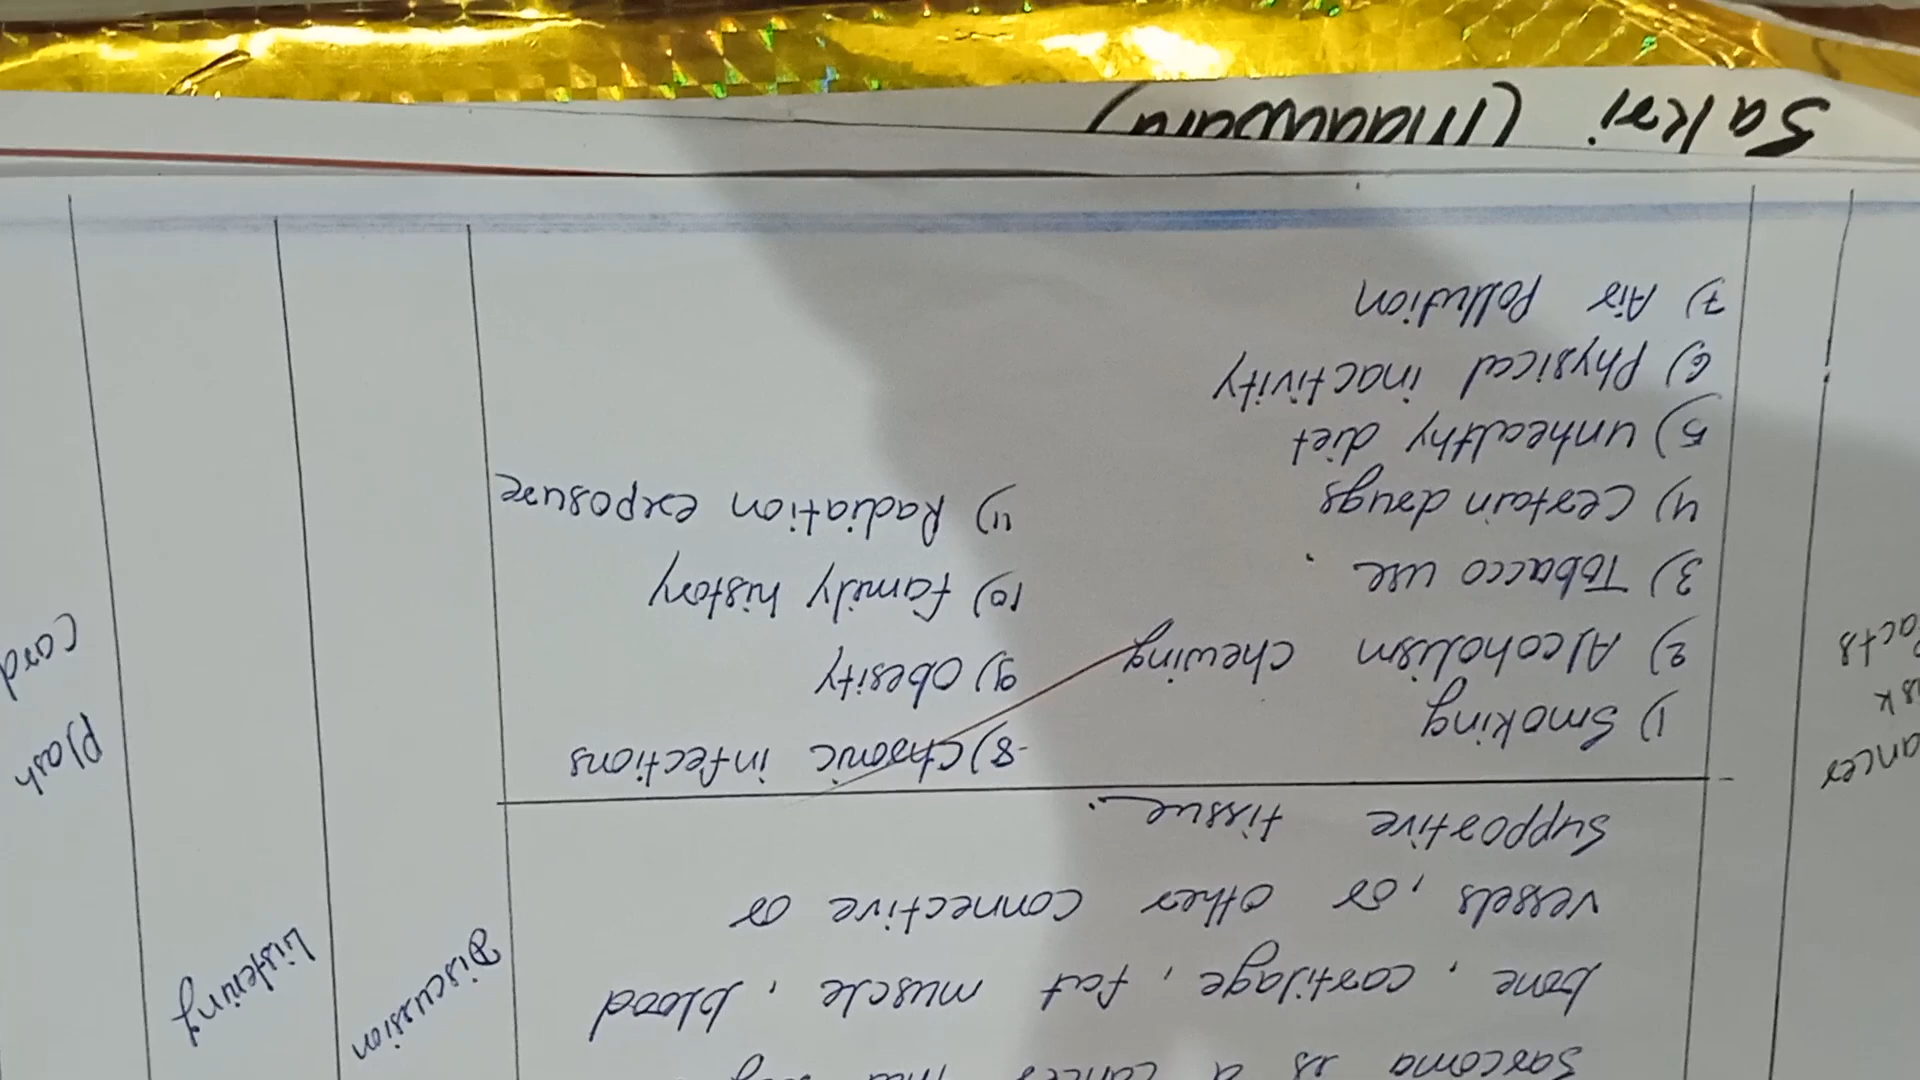 Sarcoma is a cancer
bone, cartilage, fat muscle, blood
vessels, or other connective or
supportive tissue.
Discussion
Listening
Flash
Card
1) Smoking
2) Alcoholism chewing
3) Tobacco use.
4) Certain drugs
5) unhealthy diet
6) Physical inactivity
7) Air pollution
8) Chronic infections
9) Obesity
10) family history
11) Radiation exposure
Sakri